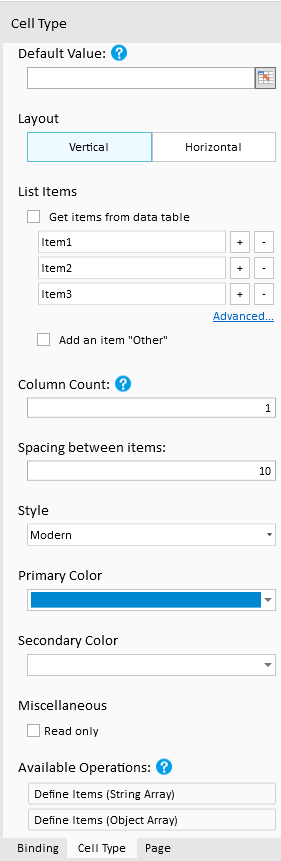 Cell Type
Default Value: ?
Layout
Vertical Horizontal
List Items
Get items from data table
Item1 + -
Item2 + -
Item3 + -
Advanced...
Add an item "Other"
Column Count: ?
1
Spacing between items:
10
Style
Modern
Primary Color
Secondary Color
Miscellaneous
Read only
Available Operations: ?
Define Items (String Array)
Define Items (Object Array)
Binding Cell Type Page